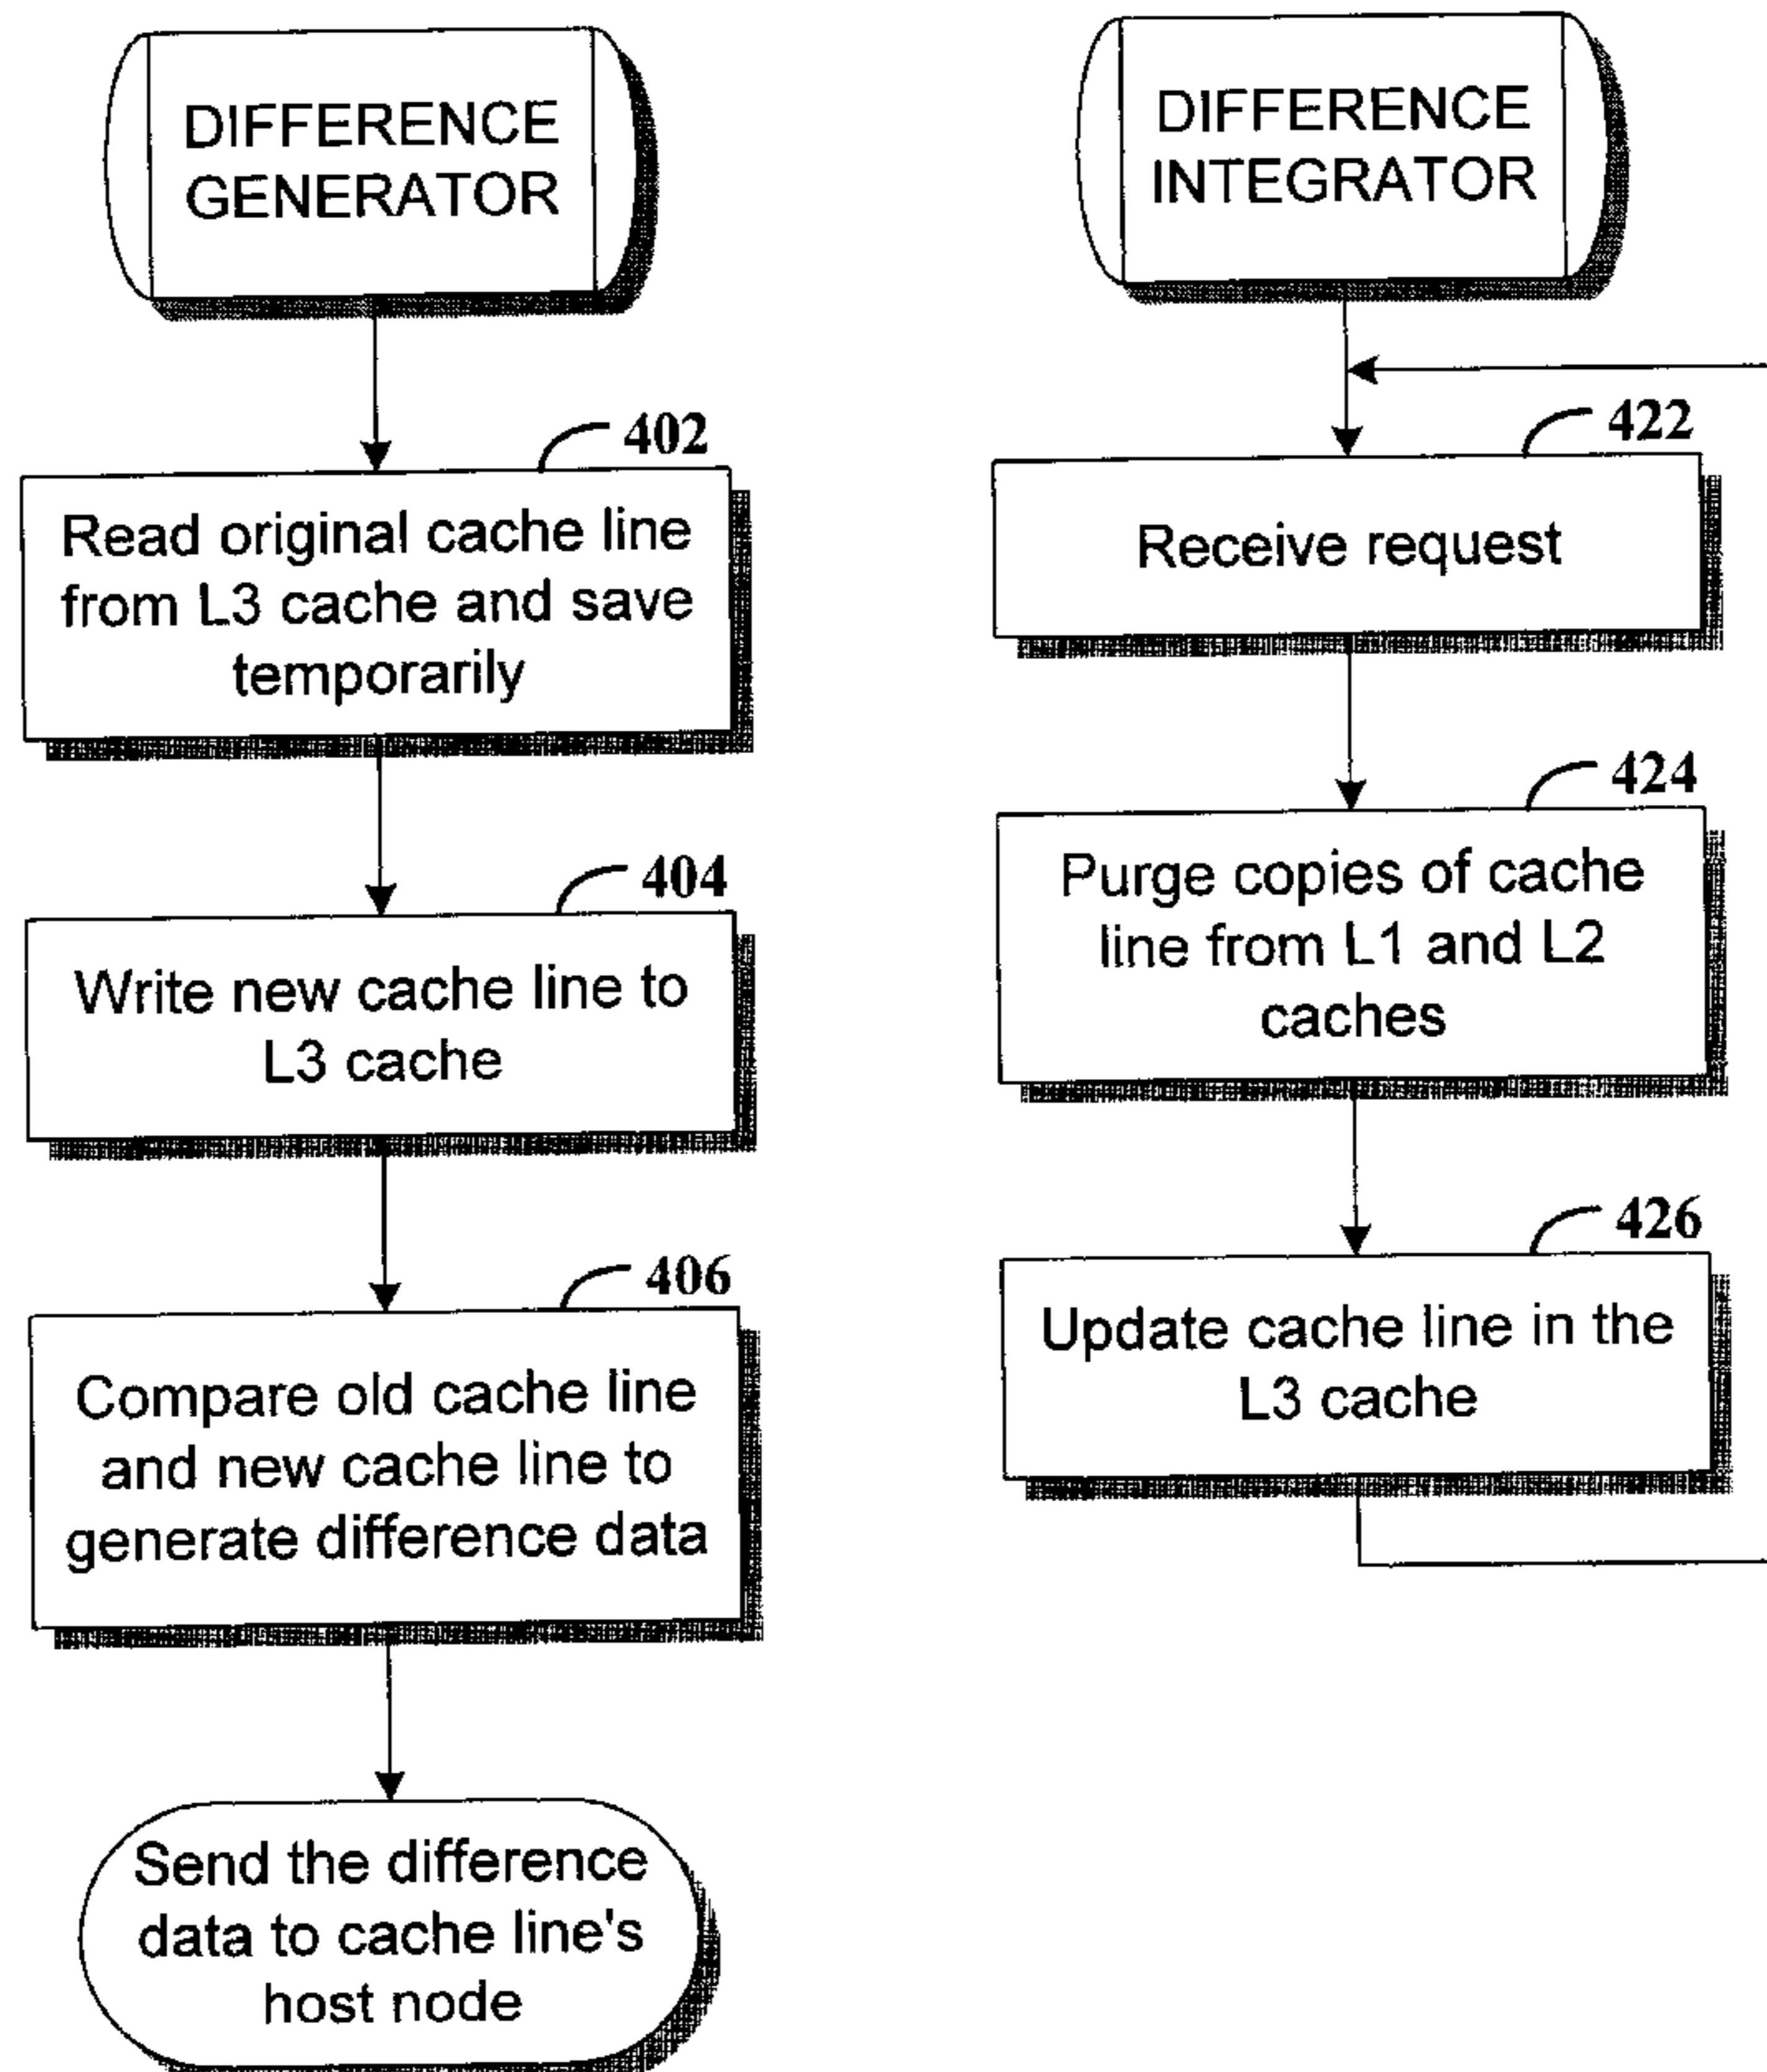 DIFFERENCE
GENERATOR
402
Read original cache line
from L3 cache and save
temporarily
404
Write new cache line to
L3 cache
406
Compare old cache line
and new cache line to
generate difference data
Send the difference
data to cache line's
host node
DIFFERENCE
INTEGRATOR
422
Receive request
424
Purge copies of cache
line from L1 and L2
caches
426
Update cache line in the
L3 cache